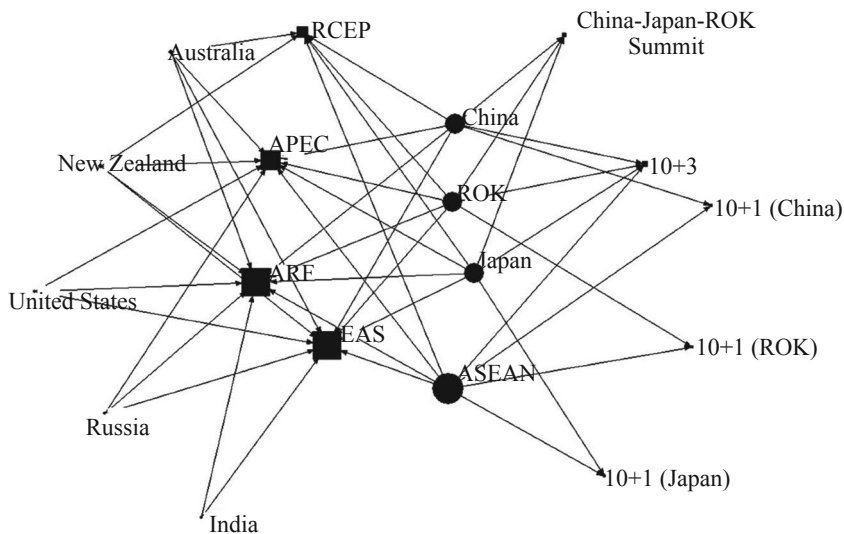 China-Japan-ROK
Summit
RCEP
Australia
China
APEC
New Zealand
10+3
ROK
10+1 (China)
Japan
ARF
United States
EAS
10+1 (ROK)
ASEAN
Russia
10+1 (Japan)
India